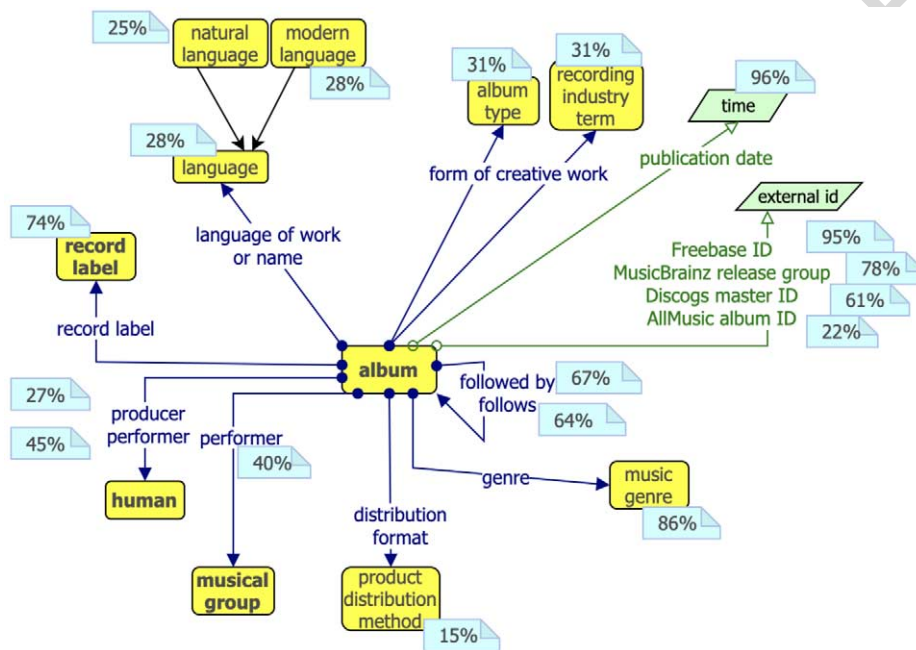 25%
natural
language
modern
language
28%
28%
language
31%
album
type
31%
recording
industry
term
96%
time
publication date
form of creative work
external id
language of work
or name
Freebase ID
MusicBrainz release group
Discogs master ID
AllMusic album ID
95%
78%
61%
22%
74%
record
label
record label
album
followed by
follows
67%
64%
27%
45%
producer
performer
performer
40%
human
musical
group
distribution
format
product
distribution
method
15%
genre
music
genre
86%